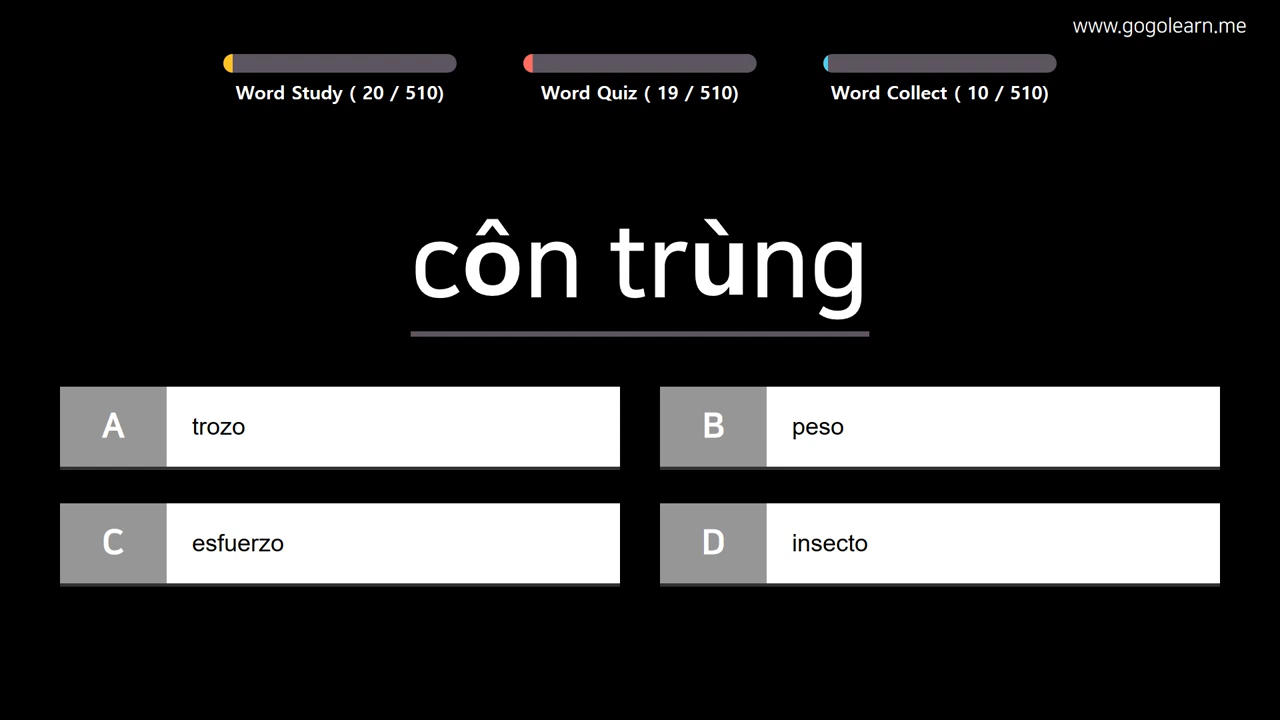 www.gogolearn.me
Word Study ( 20 / 510)
Word Quiz ( 19 / 510)
Word Collect ( 10 / 510)
côn trùng
A trozo
B peso
C esfuerzo
D insecto